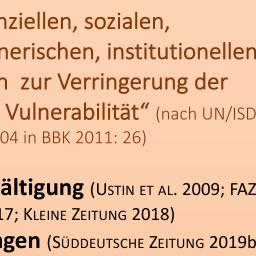 nziellen, sozialen,
nerischen, institutionellen
n zur Verringerung der
Vulnerabilität“ (nach UN/ISD
04 in BBK 2011: 26)
ältigung (USTIN ET AL. 2009; FAZ
17; KLEINE ZEITUNG 2018)
ngen (SÜDDEUTSCHE ZEITUNG 2019b